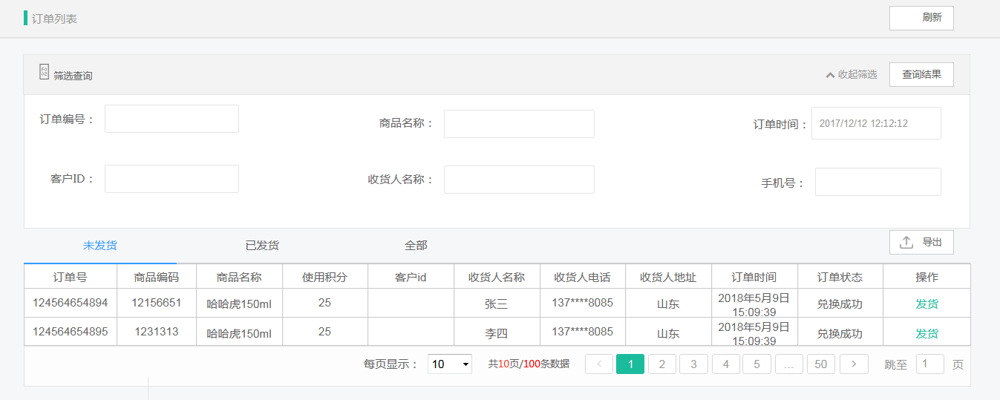 订单列表 刷新
筛选查询 收起筛选 查询结果
订单编号： 商品名称： 订单时间： 2017/12/12 12:12:12
客户ID： 收货人名称： 手机号：
未发货 已发货 全部 导出
订单号 商品编码 商品名称 使用积分 客户id 收货人名称 收货人电话 收货人地址 订单时间 订单状态 操作
124564654894 12156651 哈哈虎150ml 25 张三 137****8085 山东 2018年5月9日 15:09:39 兑换成功 发货
124564654895 1231313 哈哈虎150ml 25 李四 137****8085 山东 2018年5月9日 15:09:39 兑换成功 发货
每页显示： 10 共10页/100条数据 < 1 2 3 4 5 ... 50 > 跳至 1 页